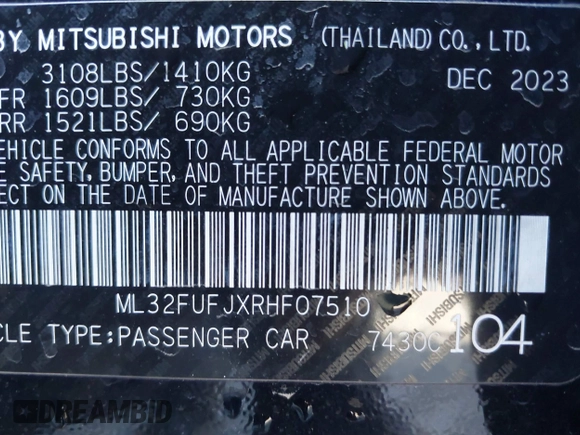 BY MITSUBISHI MOTORS (THAILAND)CO.,LTD.
3108LBS/1410KG DEC 2023
FR 1609LBS/ 730KG
RR 1521LBS/ 690KG
EHICLE CONFORMS TO ALL APPLICABLE FEDERAL MOTOR
E SAFETY, BUMPER, AND THEFT PREVENTION STANDARDS
ECT ON THE DATE OF MANUFACTURE SHOWN ABOVE.
ML32FUFJXRHF07510
CLE TYPE:PASSENGER CAR 7430C 104
MITSUBISHI
DREAMBID